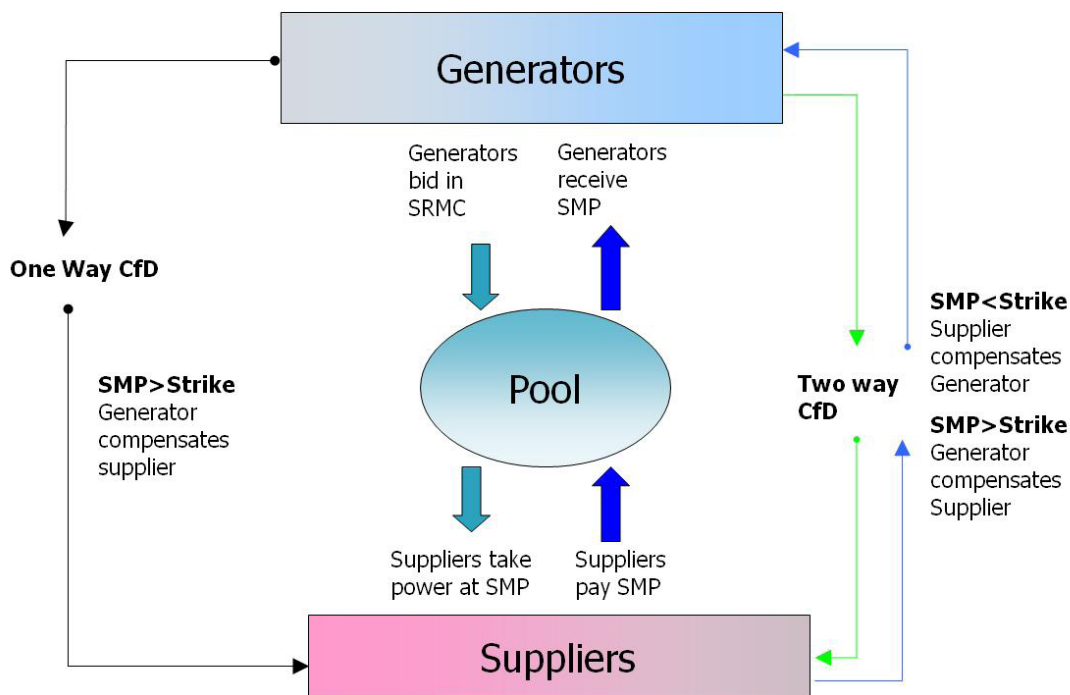 Generators
Generators
bid in
SRMC
Generators
receive
SMP
One Way CfD
SMP>Strike
Generator
compensates
supplier
Pool
Two way
CfD
SMP<Strike
Supplier
compensates
Generator
SMP>Strike
Generator
compensates
Supplier
Suppliers take
power at SMP
Suppliers
pay SMP
Suppliers